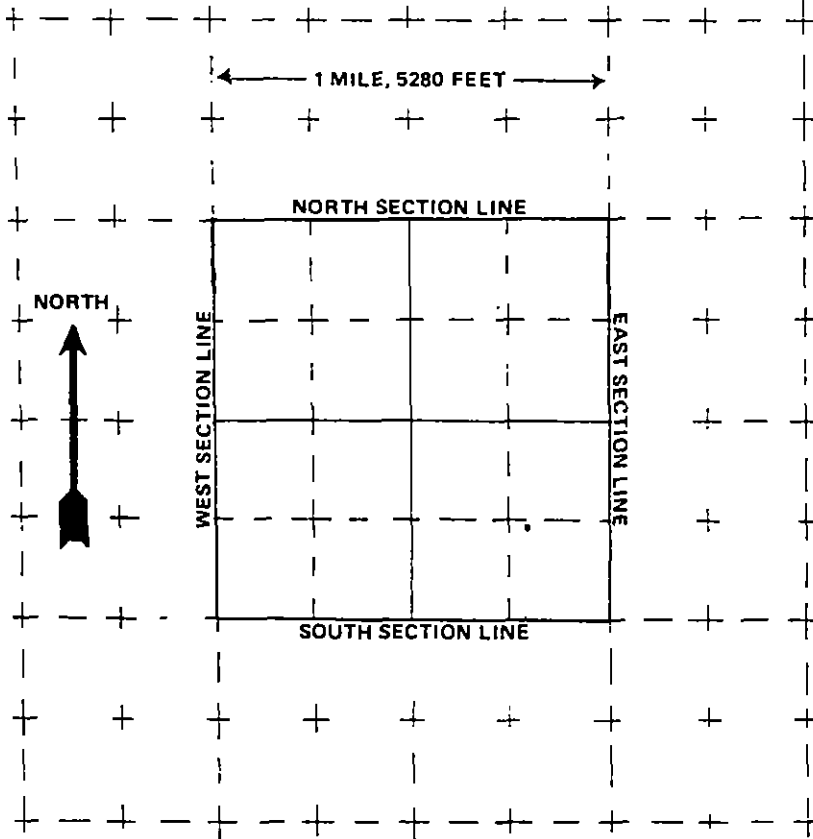 1 MILE, 5280 FEET
NORTH SECTION LINE
NORTH
WEST SECTION LINE
EAST SECTION LINE
SOUTH SECTION LINE